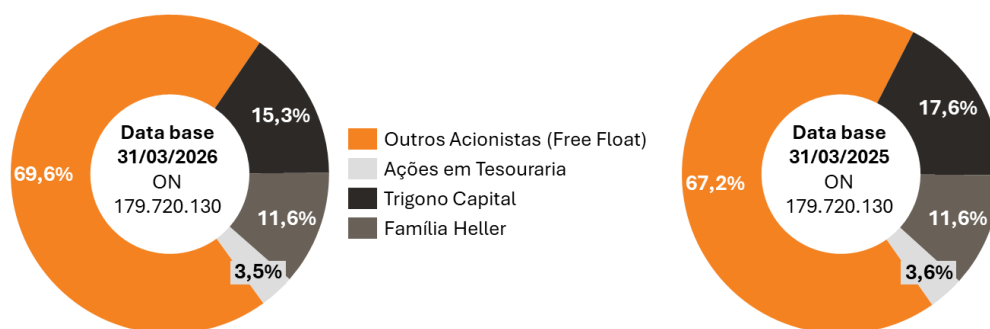 69,6%
15,3%
11,6%
3,5%
Data base
31/03/2026
ON
179.720.130
Outros Acionistas (Free Float)
Ações em Tesouraria
Trigono Capital
Família Heller
67,2%
17,6%
11,6%
3,6%
Data base
31/03/2025
ON
179.720.130